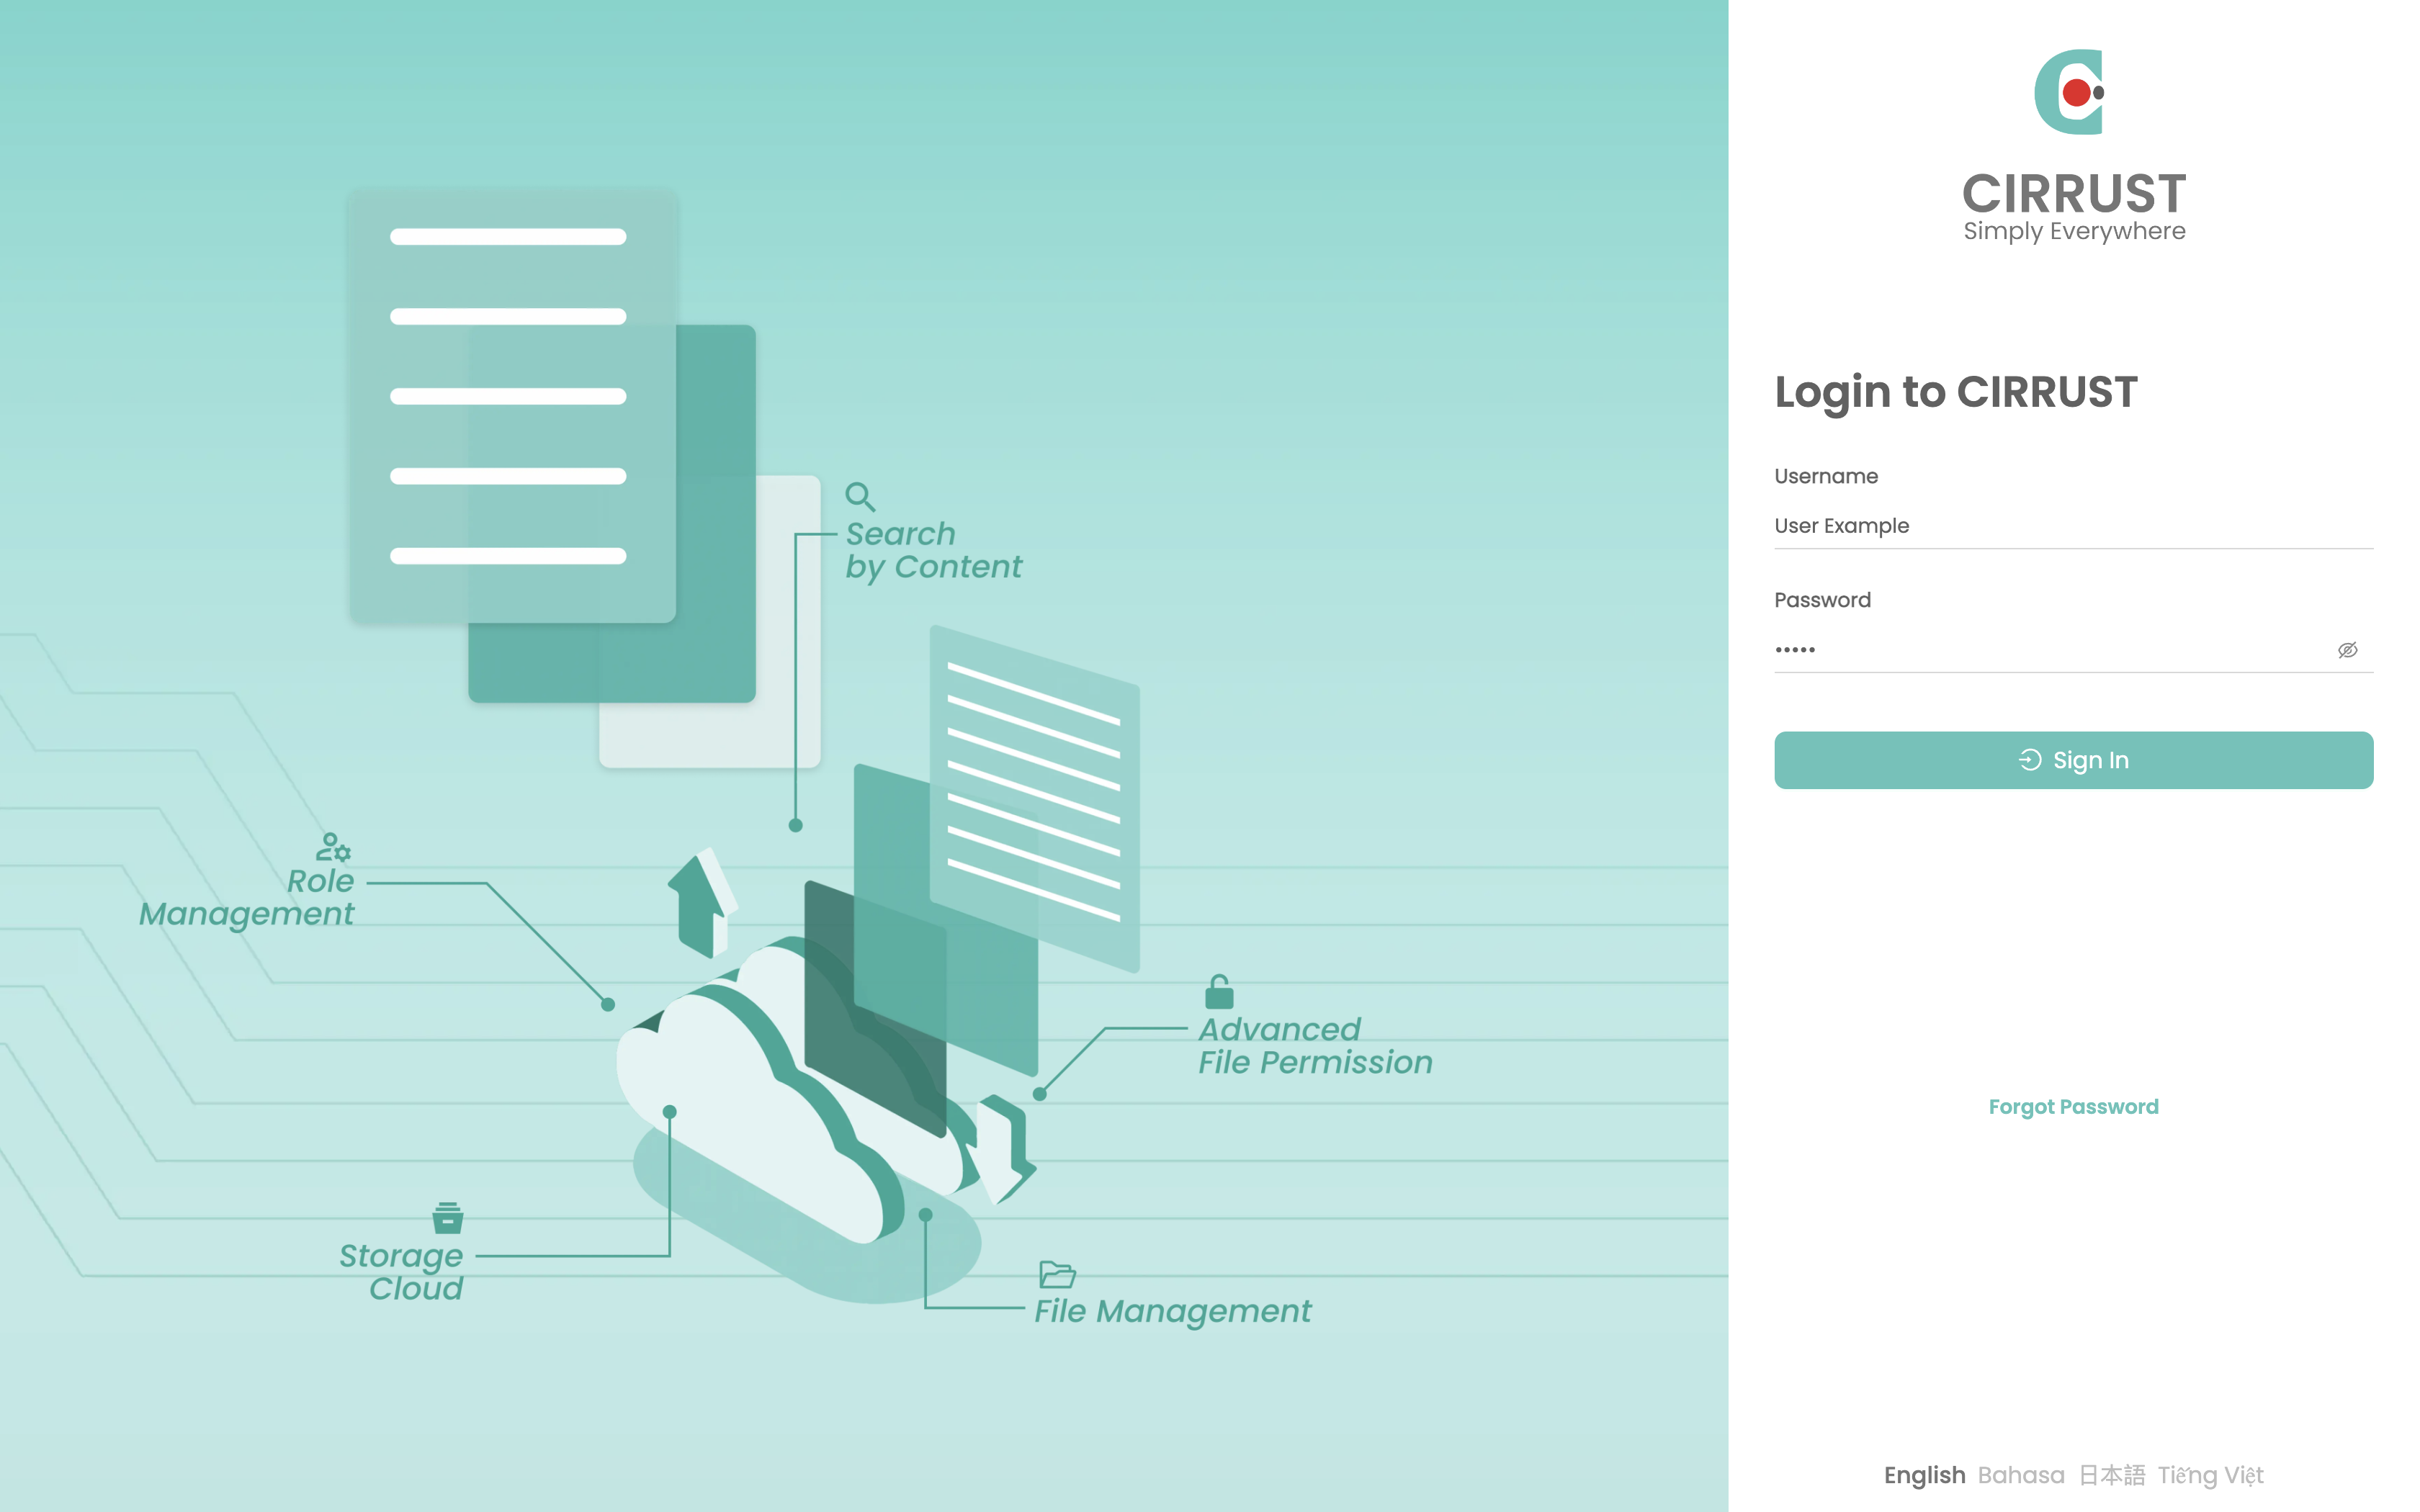 Search
by Content
Role
Management
Advanced
File Permission
Storage
Cloud
File Management
CIRRUST
Simply Everywhere
Login to CIRRUST
Username
User Example
Password
•••••
Sign In
Forgot Password
English Bahasa 日本語 Tiếng Việt